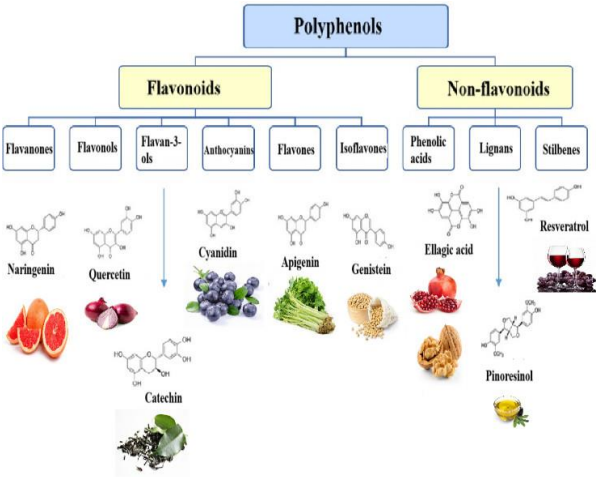 Polyphenols
Flavonoids
Non-flavonoids
Flavanones
Flavonols
Flavan-3-
ols
Anthocyanins
Flavones
Isoflavones
Phenolic
acids
Lignans
Stilbenes
Naringenin
Quercetin
Cyanidin
Apigenin
Genistein
Ellagic acid
Resveratrol
Catechin
Pinoresinol